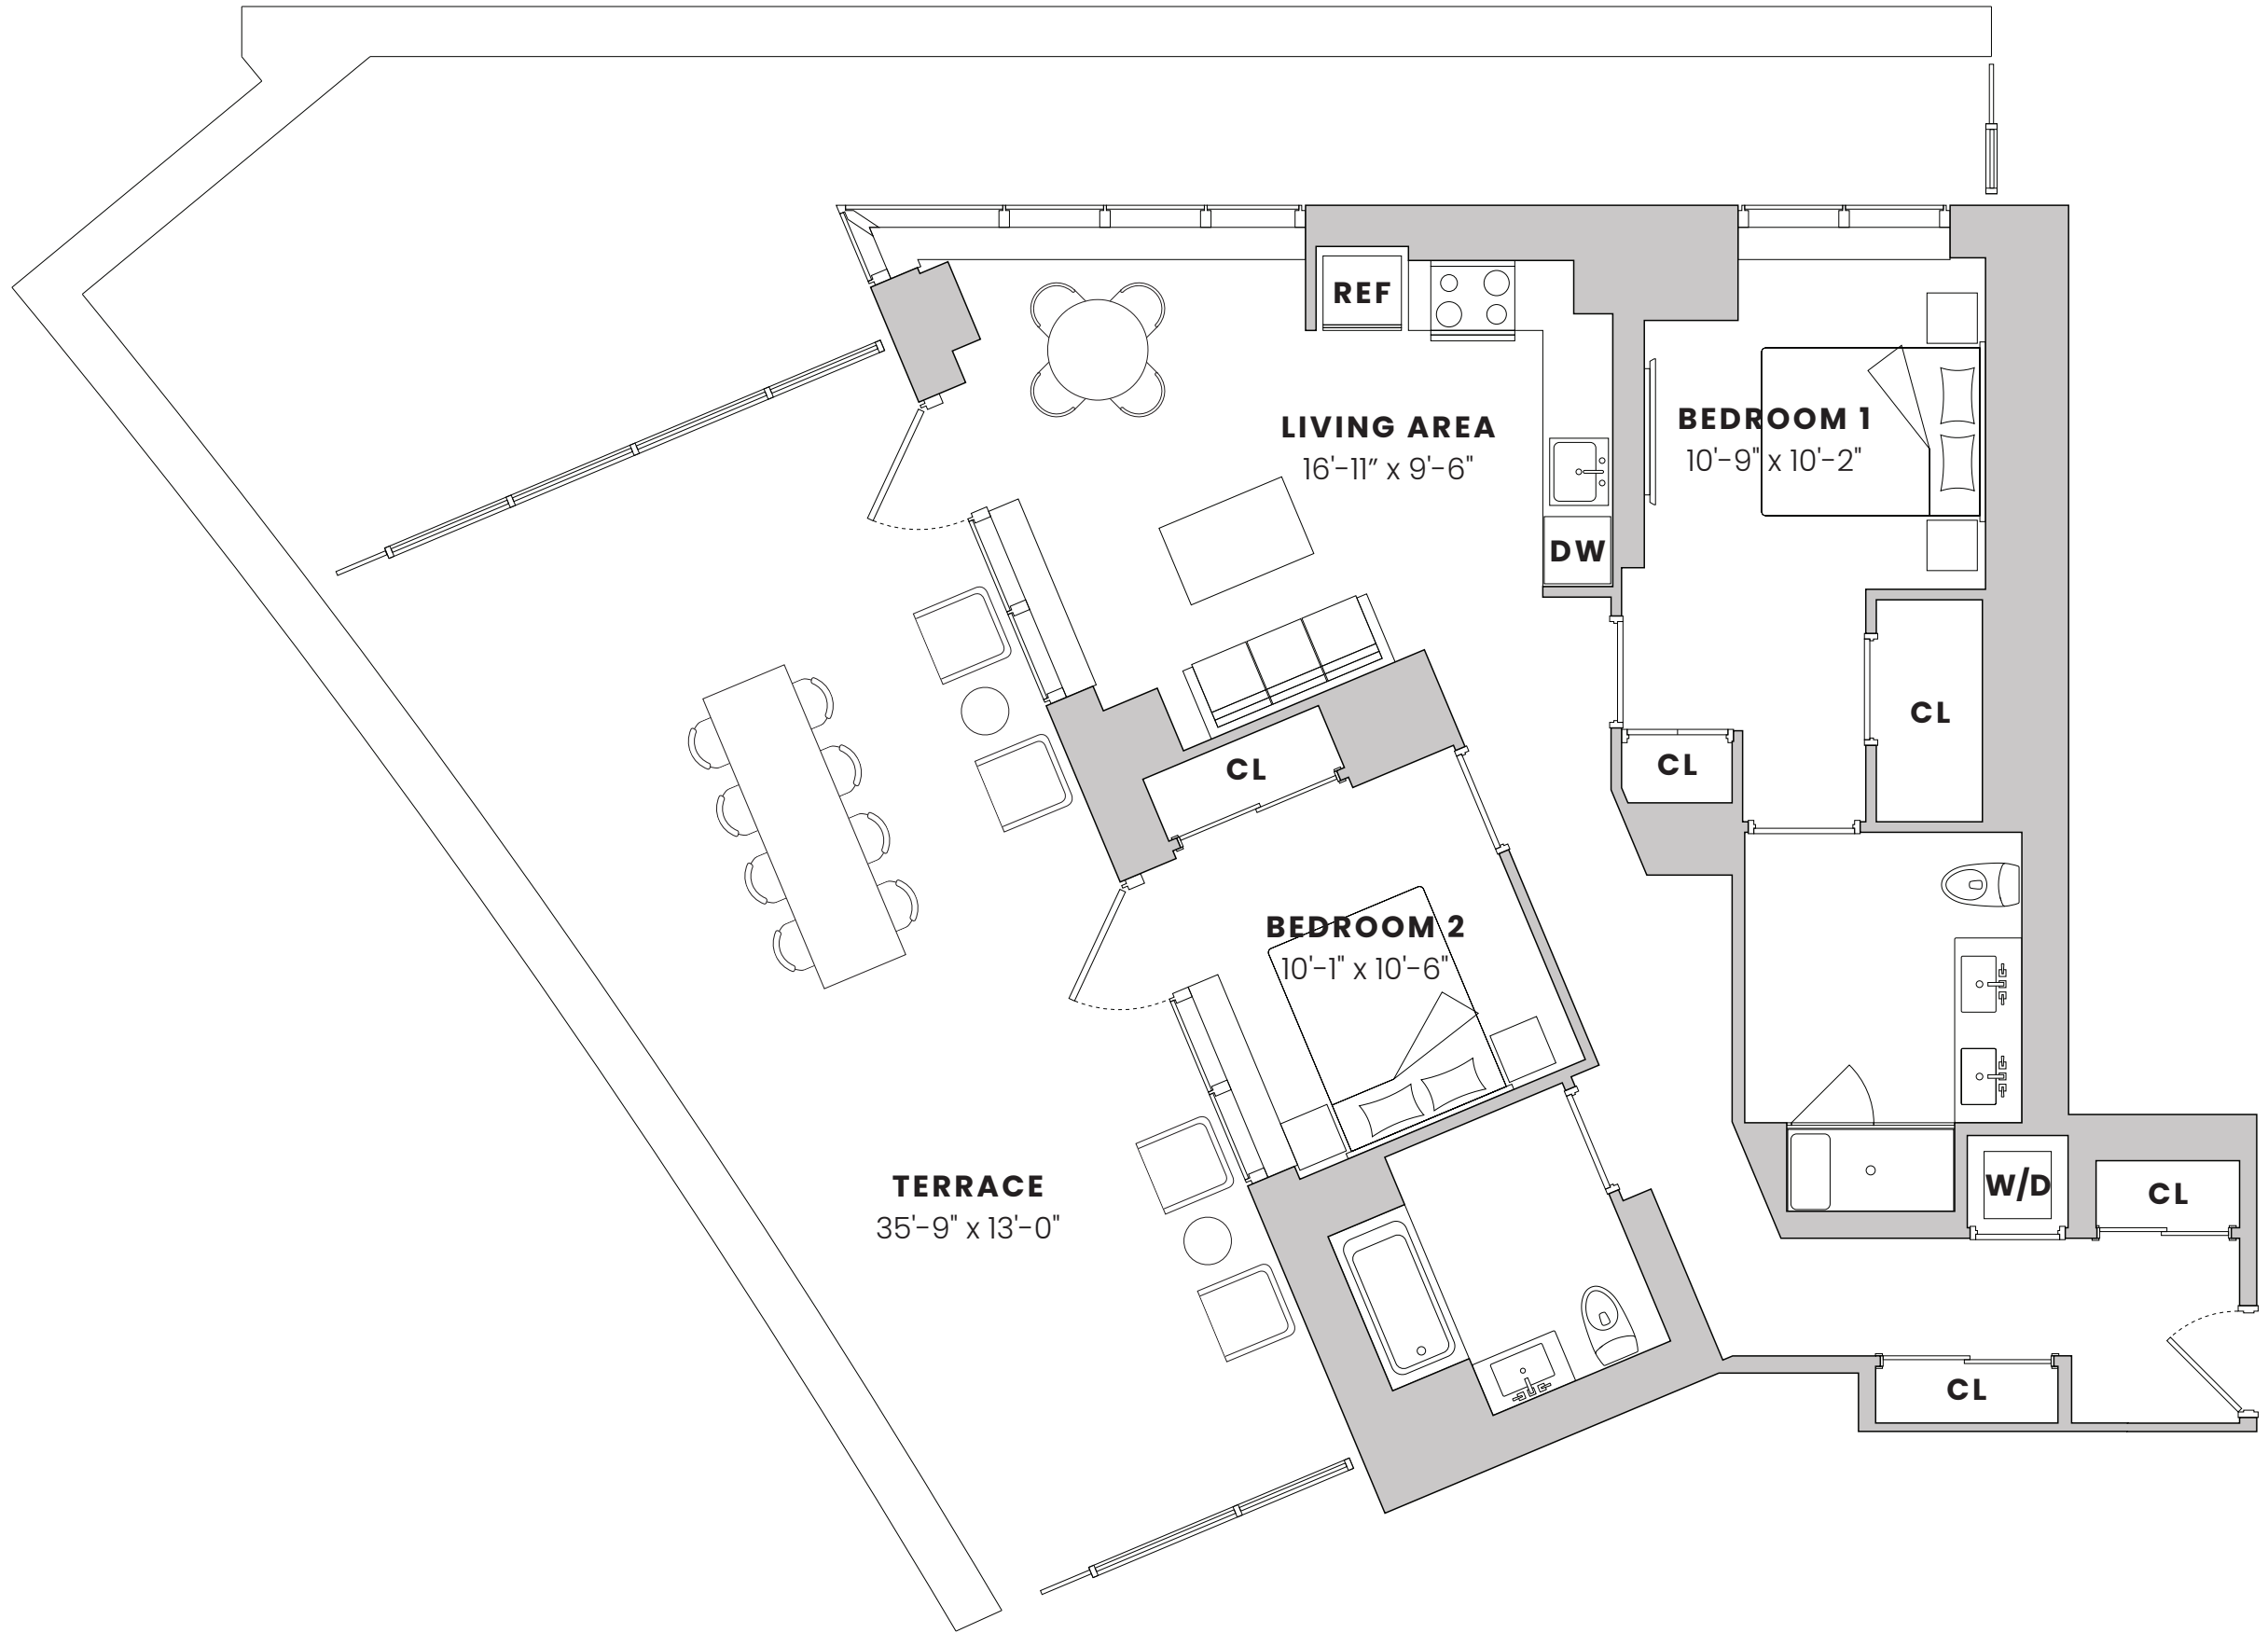 REF
LIVING AREA
16'-11” x 9'-6"
BEDROOM 1
10'-9" x 10'-2"
DW
CL
CL
CL
BEDROOM 2
10'-1" x 10'-6"
TERRACE
35'-9" x 13'-0"
W/D
CL
CL